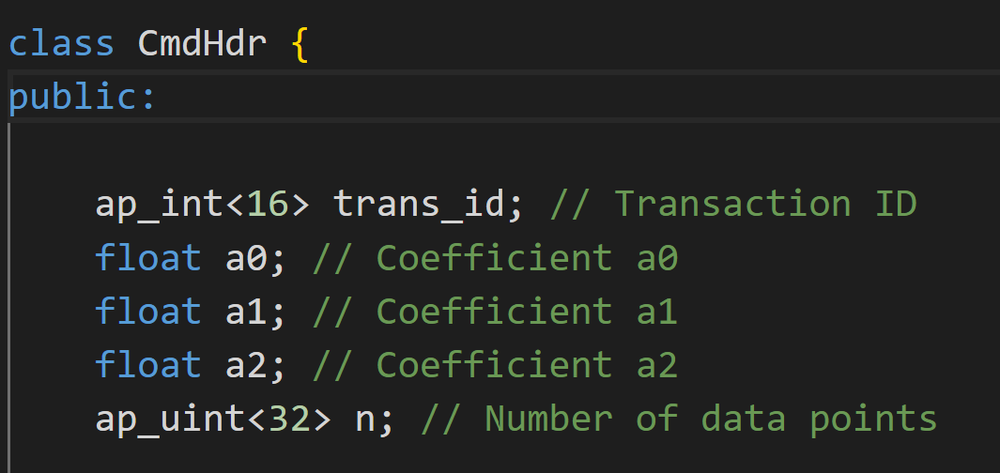 class CmdHdr {
public:
ap_int<16> trans_id; // Transaction ID
float a0; // Coefficient a0
float a1; // Coefficient a1
float a2; // Coefficient a2
ap_uint<32> n; // Number of data points